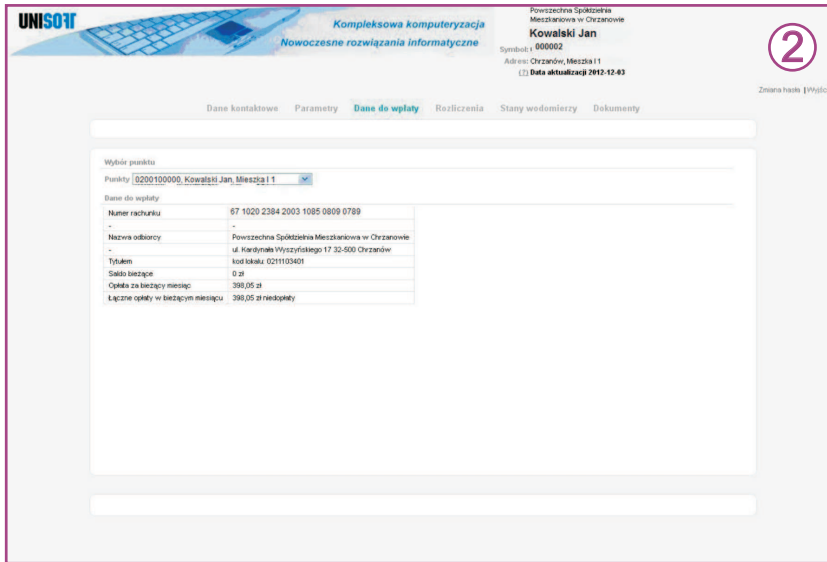 UNISOFT
Kompleksowa komputeryzacja
Nowoczesne rozwiązania informatyczne
Powszechna Spółdzielnia
Mieszkaniowa w Chrzanowie
Kowalski Jan
Symbol: 000002
Adres: Chrzanów, Mieszka I 1
(?) Data aktualizacji 2012-12-03
2
Zmiana hasła | Wyjście
Dane kontaktowe Parametry Dane do wpłaty Rozliczenia Stany wodomierzy Dokumenty
Wybór punktu
Punkty 0200100000, Kowalski Jan, Mieszka I 1
Dane do wpłaty
Numer rachunku 67 1020 2384 2003 1085 0809 0789
- -
Nazwa odbiorcy Powszechna Spółdzielnia Mieszkaniowa w Chrzanowie
- ul. Kardynała Wyszyńskiego 17 32-500 Chrzanów
Tytułem kod lokalu: 0211103401
Saldo bieżące 0 zł
Opłata za bieżący miesiąc 398,05 zł
Łączne opłaty w bieżącym miesiącu 398,05 zł niedopłaty